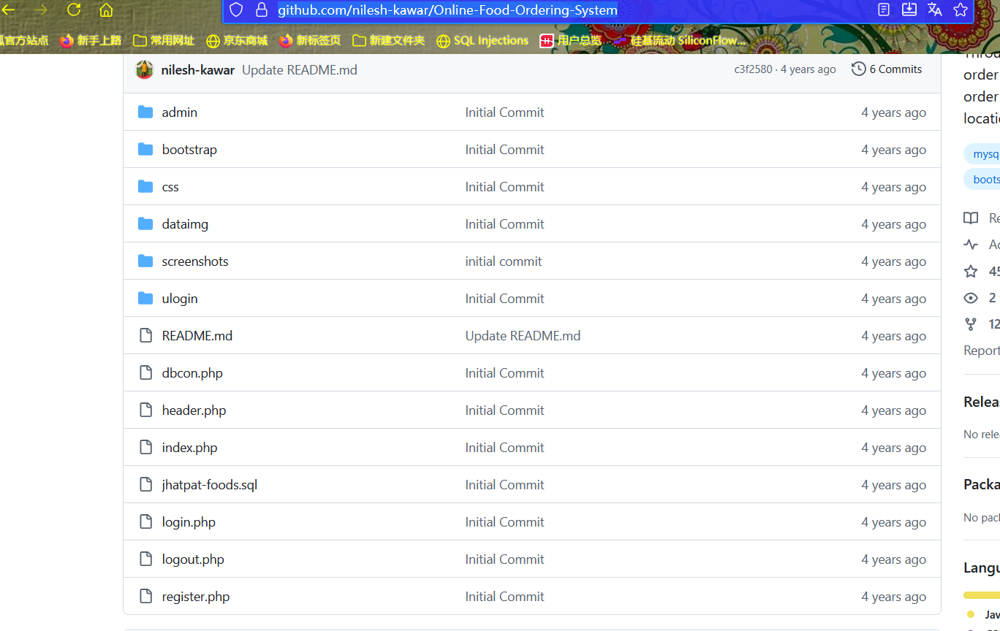 github.com/nilesh-kawar/Online-Food-Ordering-System
狐官方站点 新手上路 常用网址 京东商城 新标签页 新建文件夹 SQL Injections 用户总览 硅基流动 SiliconFlow...
nilesh-kawar Update README.md c3f2580 · 4 years ago 6 Commits
admin Initial Commit 4 years ago
bootstrap Initial Commit 4 years ago
css Initial Commit 4 years ago
dataimg Initial Commit 4 years ago
screenshots initial commit 4 years ago
ulogin Initial Commit 4 years ago
README.md Update README.md 4 years ago
dbcon.php Initial Commit 4 years ago
header.php Initial Commit 4 years ago
index.php Initial Commit 4 years ago
jhatpat-foods.sql Initial Commit 4 years ago
login.php Initial Commit 4 years ago
logout.php Initial Commit 4 years ago
register.php Initial Commit 4 years ago
order
order
locati
mysq
boots
Re
Ac
45
2
12
Report
Relea
No rele
Packa
No pack
Langu
Jav